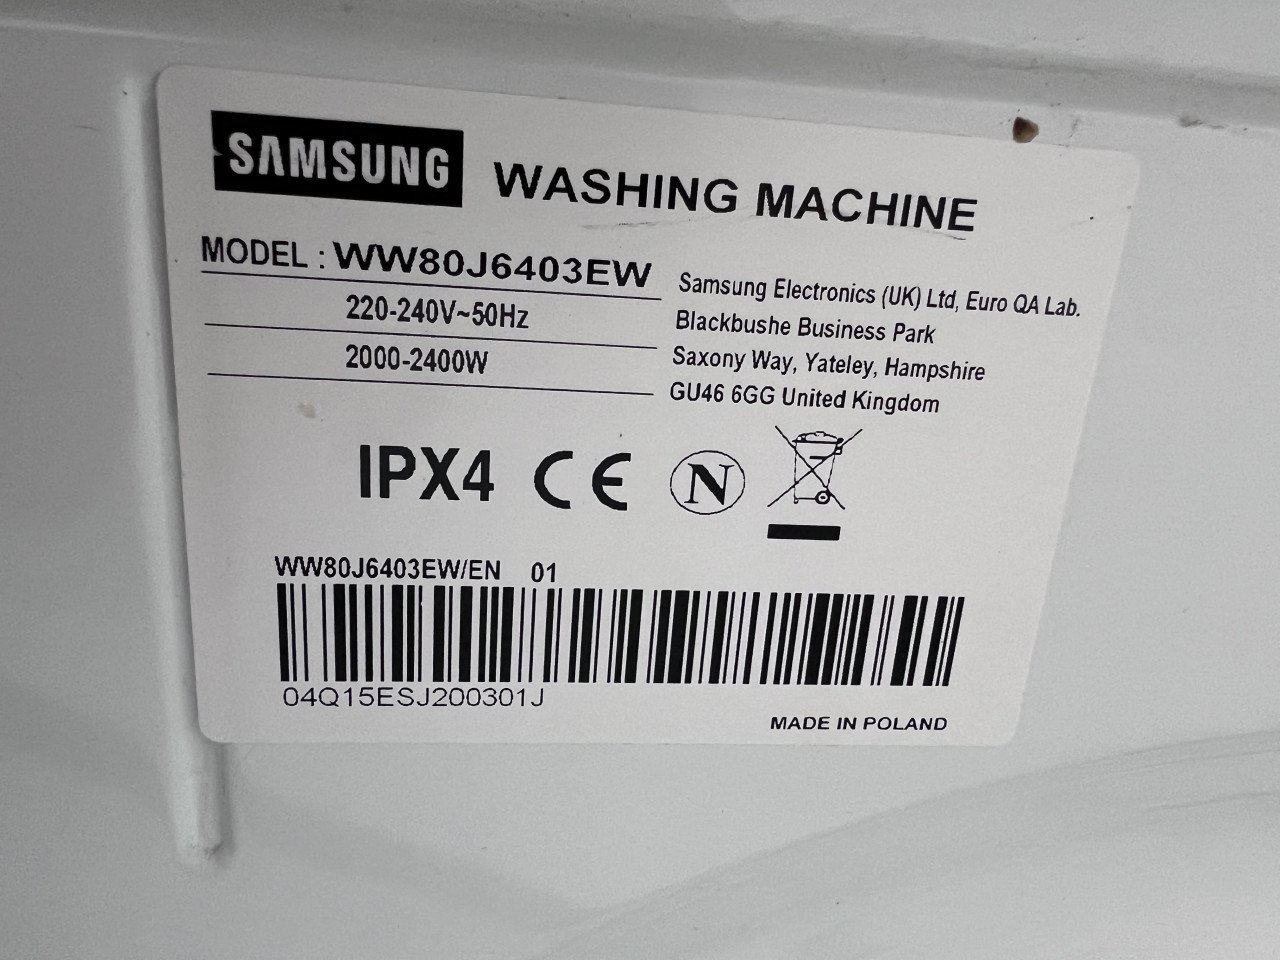 SAMSUNG WASHING MACHINE
MODEL : WW80J6403EW
220-240V~50Hz
2000-2400W
Samsung Electronics (UK) Ltd, Euro QA Lab.
Blackbushe Business Park
Saxony Way, Yateley, Hampshire
GU46 6GG United Kingdom
IPX4 CE N
WW80J6403EW/EN 01
04Q15ESJ200301J
MADE IN POLAND